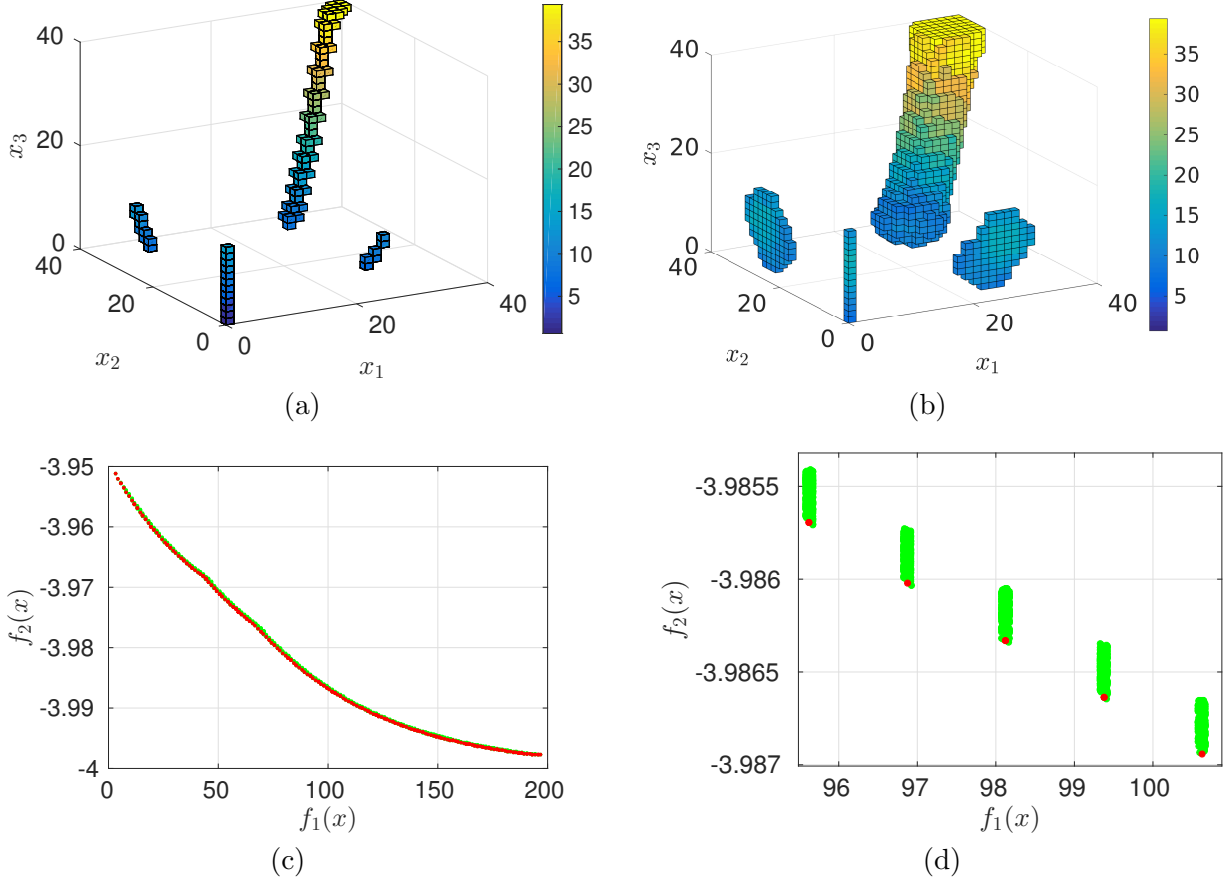 40
20
0
x₃
40
20
0
x₂
0
20
40
x₁
35
30
25
20
15
10
5
(a)
40
20
0
x₃
40
20
0
x₂
0
20
40
x₁
35
30
25
20
15
10
5
(b)
-3.95
-3.96
-3.97
-3.98
-3.99
-4
f₂(x)
0 50 100 150 200
f₁(x)
(c)
-3.9855
-3.986
-3.9865
-3.987
f₂(x)
96 97 98 99 100
f₁(x)
(d)